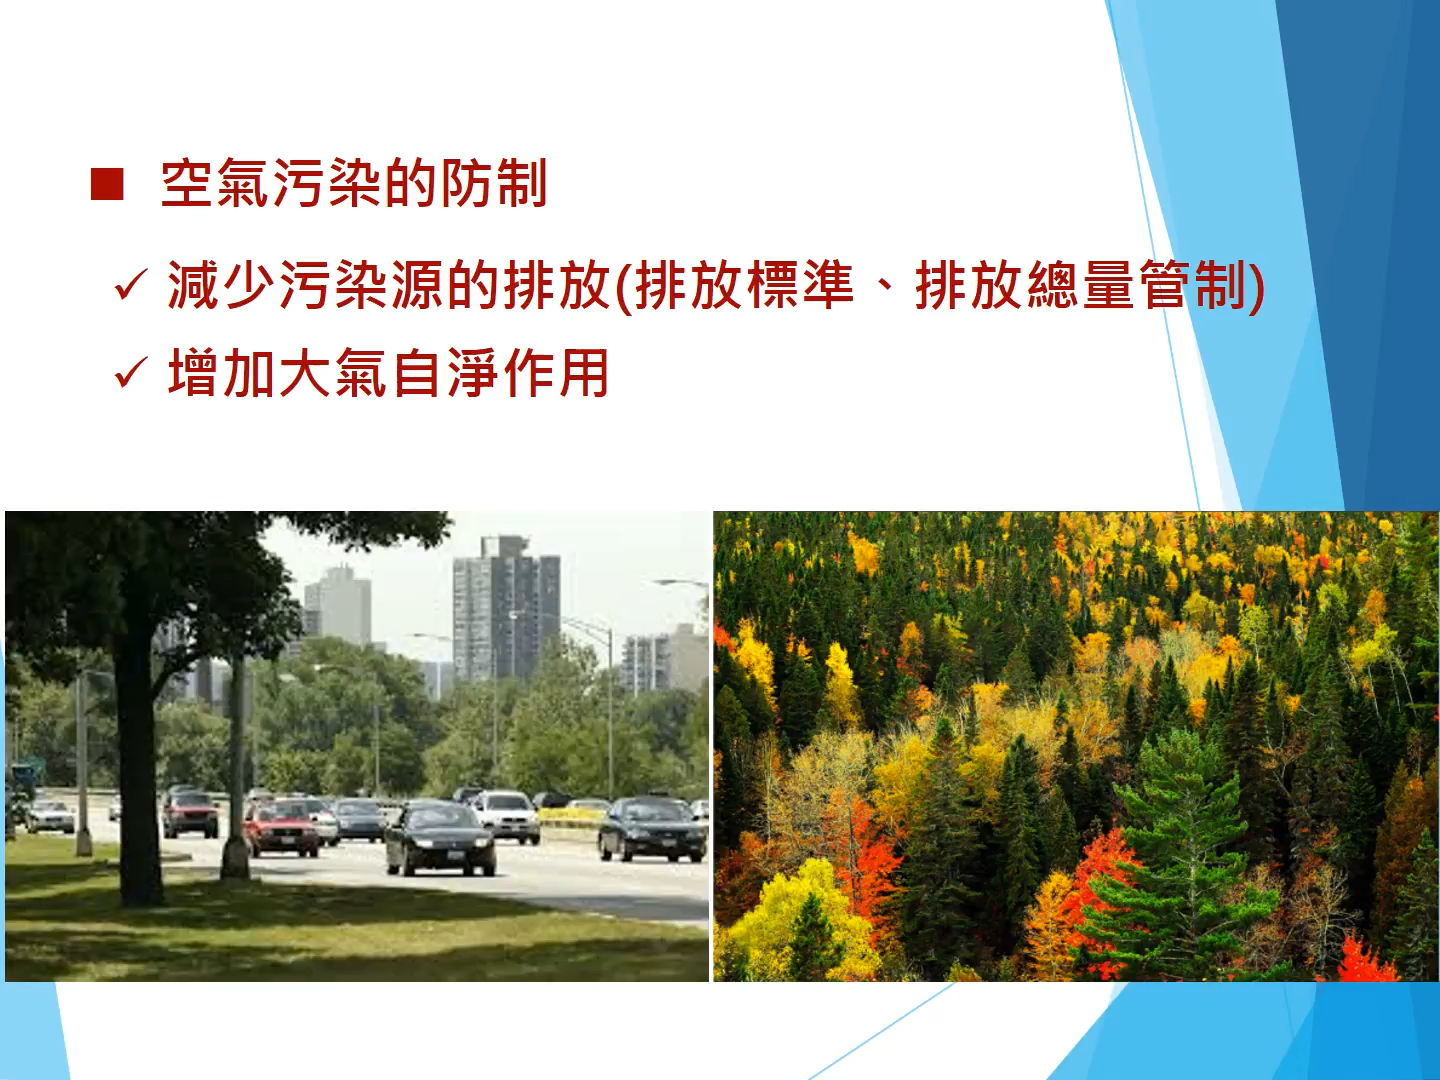 ■ 空氣污染的防制
✓ 減少污染源的排放(排放標準、排放總量管制)
✓ 增加大氣自淨作用